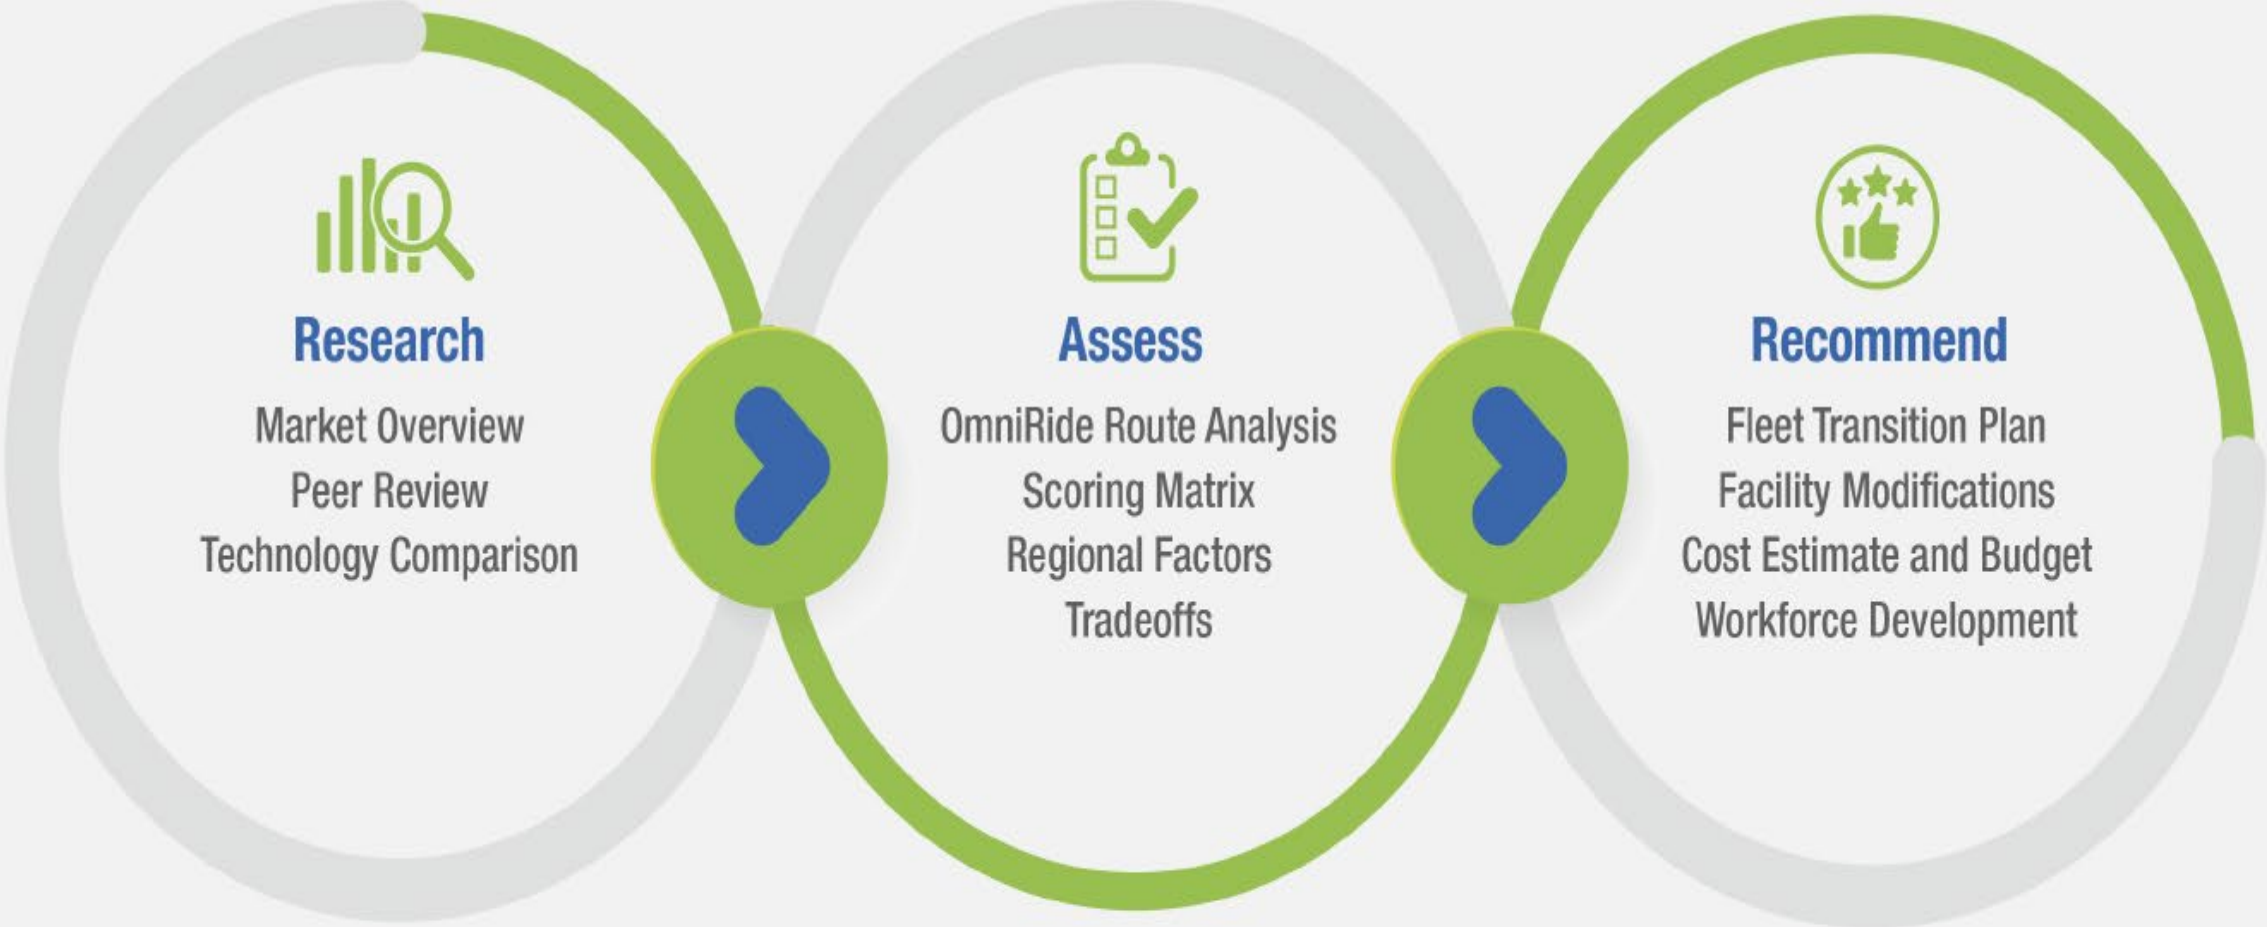 Research
Market Overview
Peer Review
Technology Comparison
Assess
OmniRide Route Analysis
Scoring Matrix
Regional Factors
Tradeoffs
Recommend
Fleet Transition Plan
Facility Modifications
Cost Estimate and Budget
Workforce Development